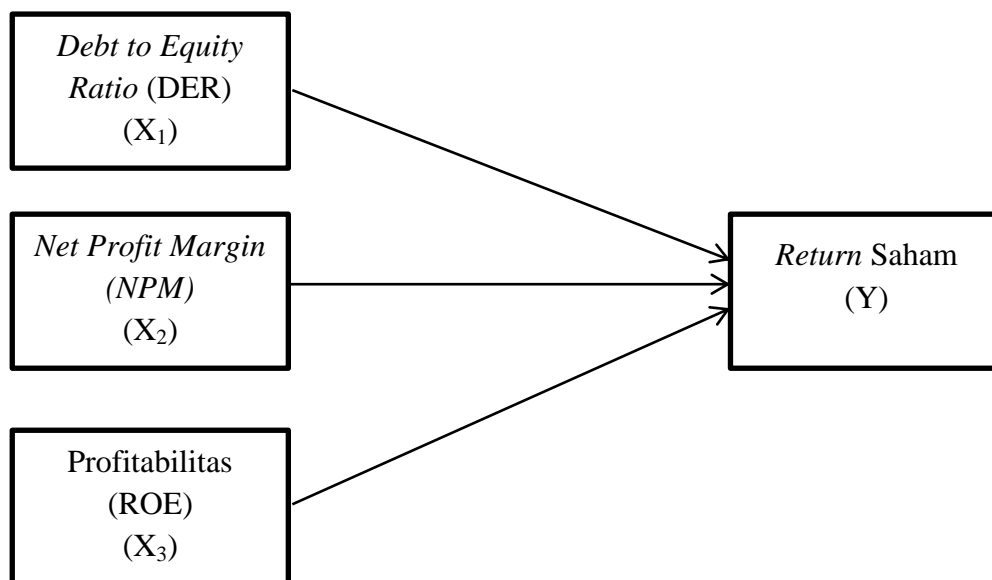 Debt to Equity
Ratio (DER)
(X₁)
Net Profit Margin
(NPM)
(X₂)
Profitabilitas
(ROE)
(X₃)
Return Saham
(Y)